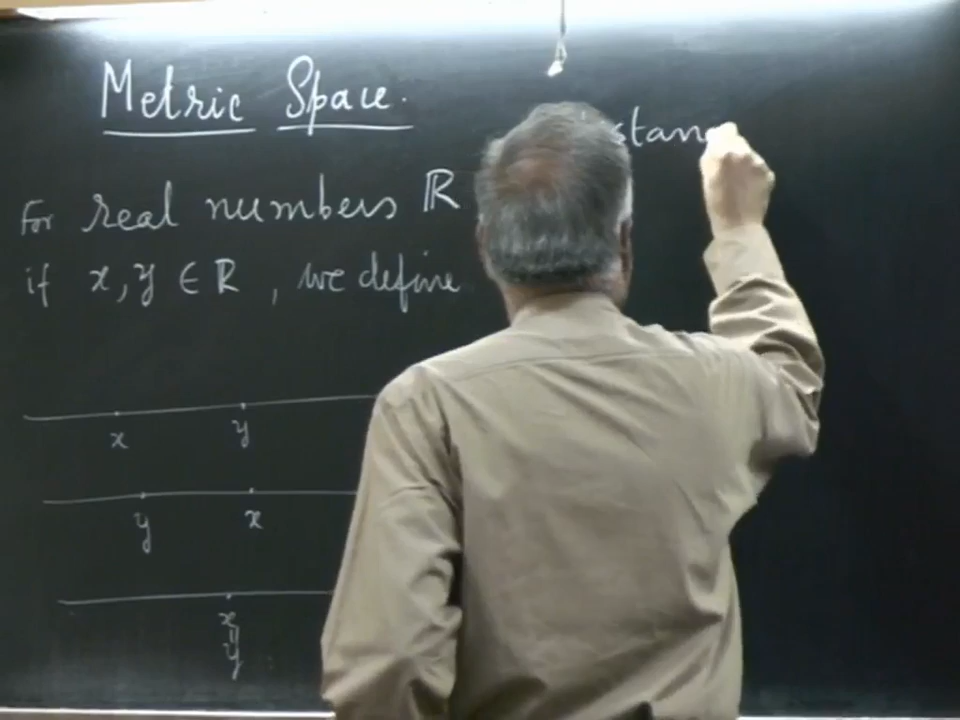 Metric Space.
For real numbers ℝ
if x, y ∈ ℝ, we define
x y
y x
x
y